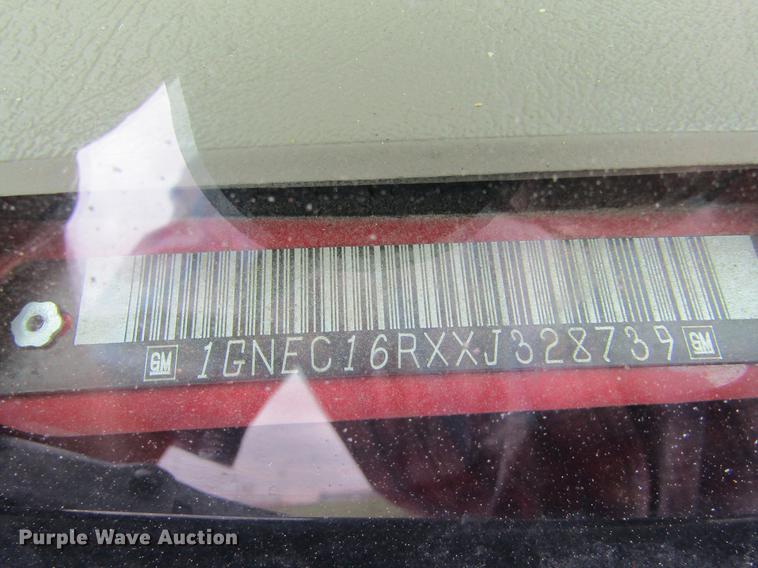 GM 1GNEC16RXXJ328739 GM
Purple Wave Auction